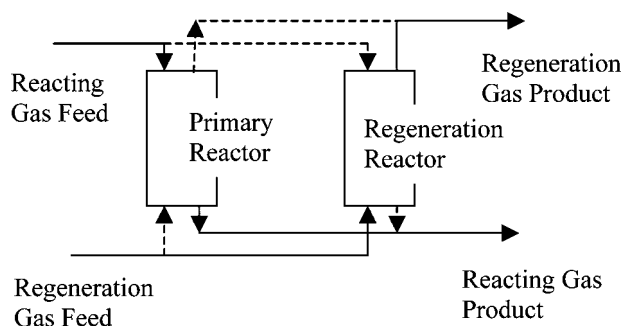 Reacting
Gas Feed
Primary
Reactor
Regeneration
Reactor
Regeneration
Gas Product
Regeneration
Gas Feed
Reacting Gas
Product